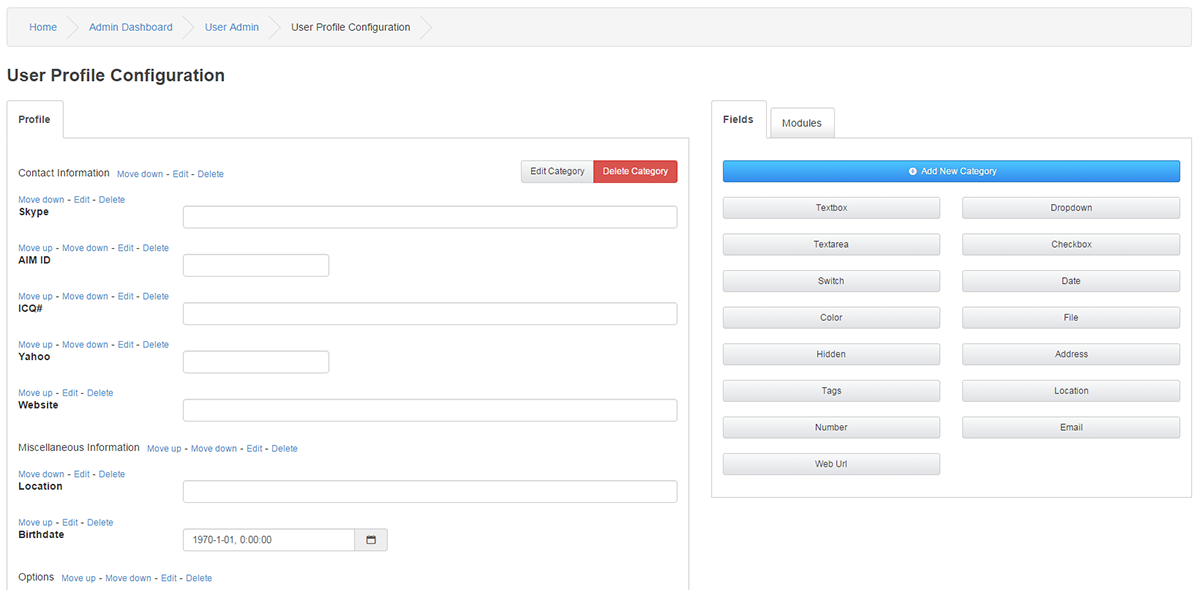 Home Admin Dashboard User Admin User Profile Configuration
User Profile Configuration
Profile
Contact Information Move down - Edit - Delete
Edit Category Delete Category
Move down - Edit - Delete
Skype
Move up - Move down - Edit - Delete
AIM ID
Move up - Move down - Edit - Delete
ICQ#
Move up - Move down - Edit - Delete
Yahoo
Move up - Edit - Delete
Website
Miscellaneous Information Move up - Move down - Edit - Delete
Move down - Edit - Delete
Location
Move up - Edit - Delete
Birthdate
1970-1-01, 0:00:00
Options Move up - Move down - Edit - Delete
Fields Modules
Add New Category
Textbox Dropdown
Textarea Checkbox
Switch Date
Color File
Hidden Address
Tags Location
Number Email
Web Url